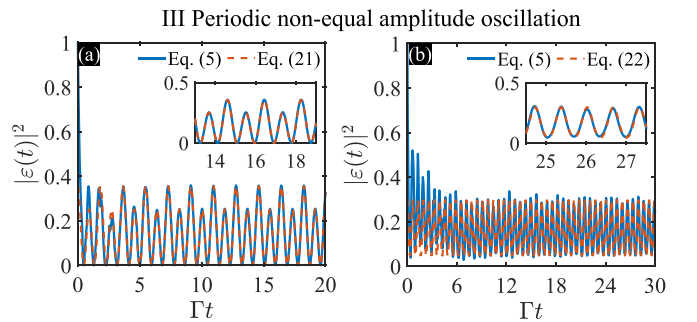 III Periodic non-equal amplitude oscillation
(a) Eq. (5) Eq. (21)
1
0.8
0.6
0.4
0.2
0
|ε(t)|²
0.5
0
14 16 18
0 5 10 15 20
Γt
(b) Eq. (5) Eq. (22)
1
0.8
0.6
0.4
0.2
0
|ε(t)|²
0.5
0
25 26 27
0 6 12 18 24 30
Γt